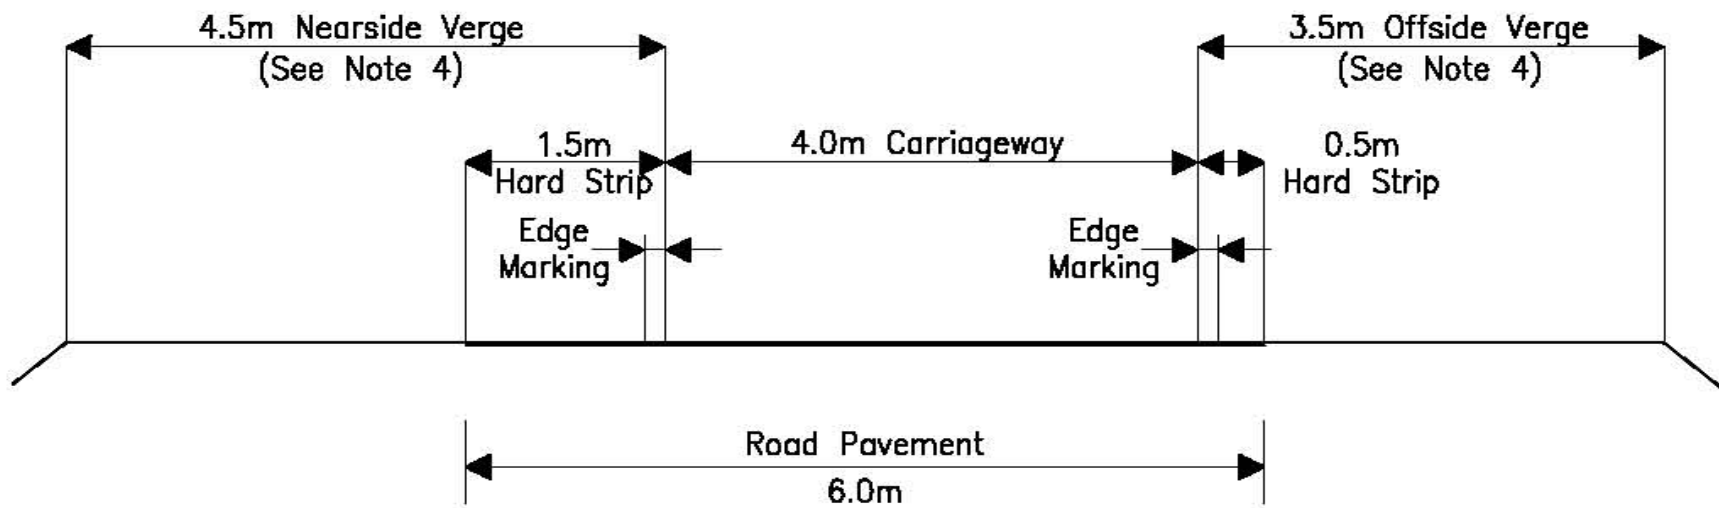 4.5m Nearside Verge
(See Note 4)
3.5m Offside Verge
(See Note 4)
1.5m
Hard Strip
4.0m Carriageway
0.5m
Hard Strip
Edge
Marking
Edge
Marking
Road Pavement
6.0m